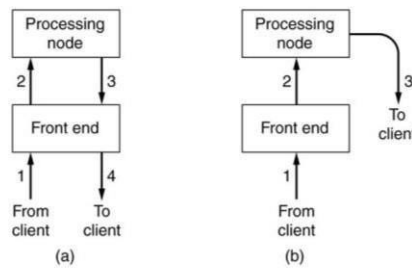 Processing
node
2
3
Front end
1
4
From
client
To
client
(a)
Processing
node
3
2
To
client
Front end
1
From
client
(b)